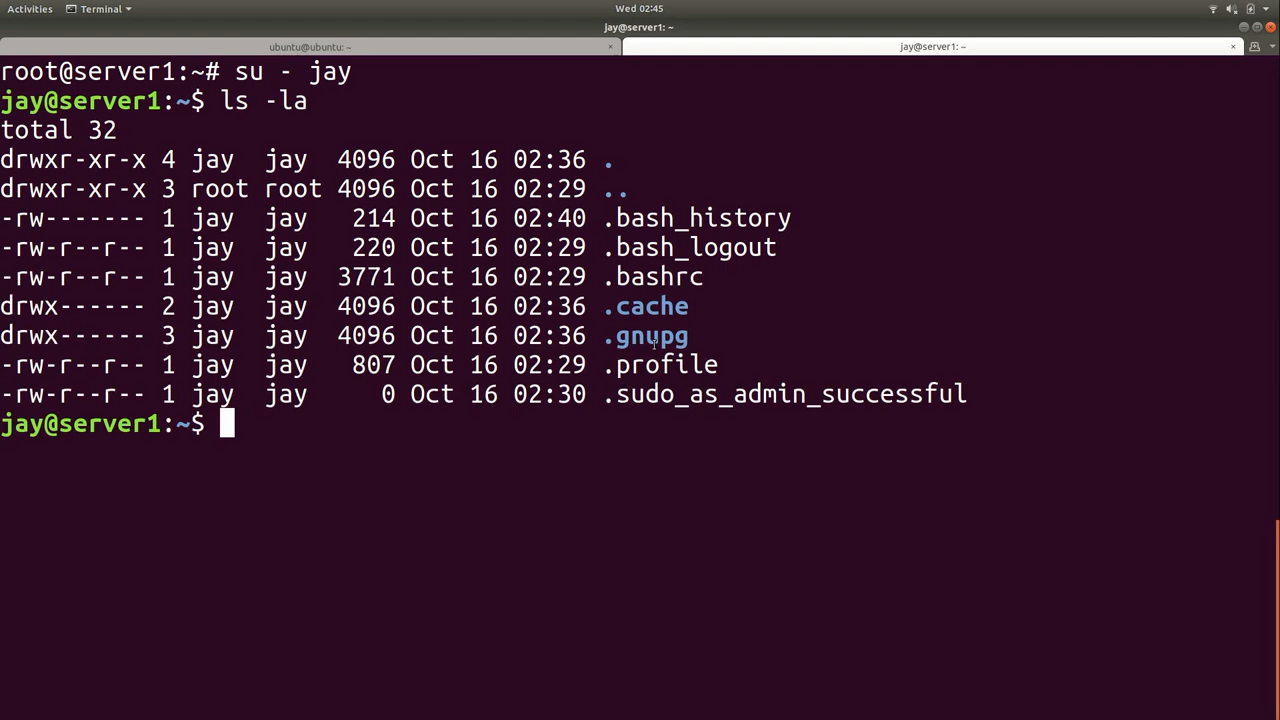 Activities Terminal Wed 02:45
jay@server1: ~
ubuntu@ubuntu: ~ × jay@server1: ~ ×
root@server1:~# su - jay
jay@server1:~$ ls -la
total 32
drwxr-xr-x 4 jay  jay  4096 Oct 16 02:36 .
drwxr-xr-x 3 root root 4096 Oct 16 02:29 ..
-rw------- 1 jay  jay   214 Oct 16 02:40 .bash_history
-rw-r--r-- 1 jay  jay   220 Oct 16 02:29 .bash_logout
-rw-r--r-- 1 jay  jay  3771 Oct 16 02:29 .bashrc
drwx------ 2 jay  jay  4096 Oct 16 02:36 .cache
drwx------ 3 jay  jay  4096 Oct 16 02:36 .gnupg
-rw-r--r-- 1 jay  jay   807 Oct 16 02:29 .profile
-rw-r--r-- 1 jay  jay     0 Oct 16 02:30 .sudo_as_admin_successful
jay@server1:~$